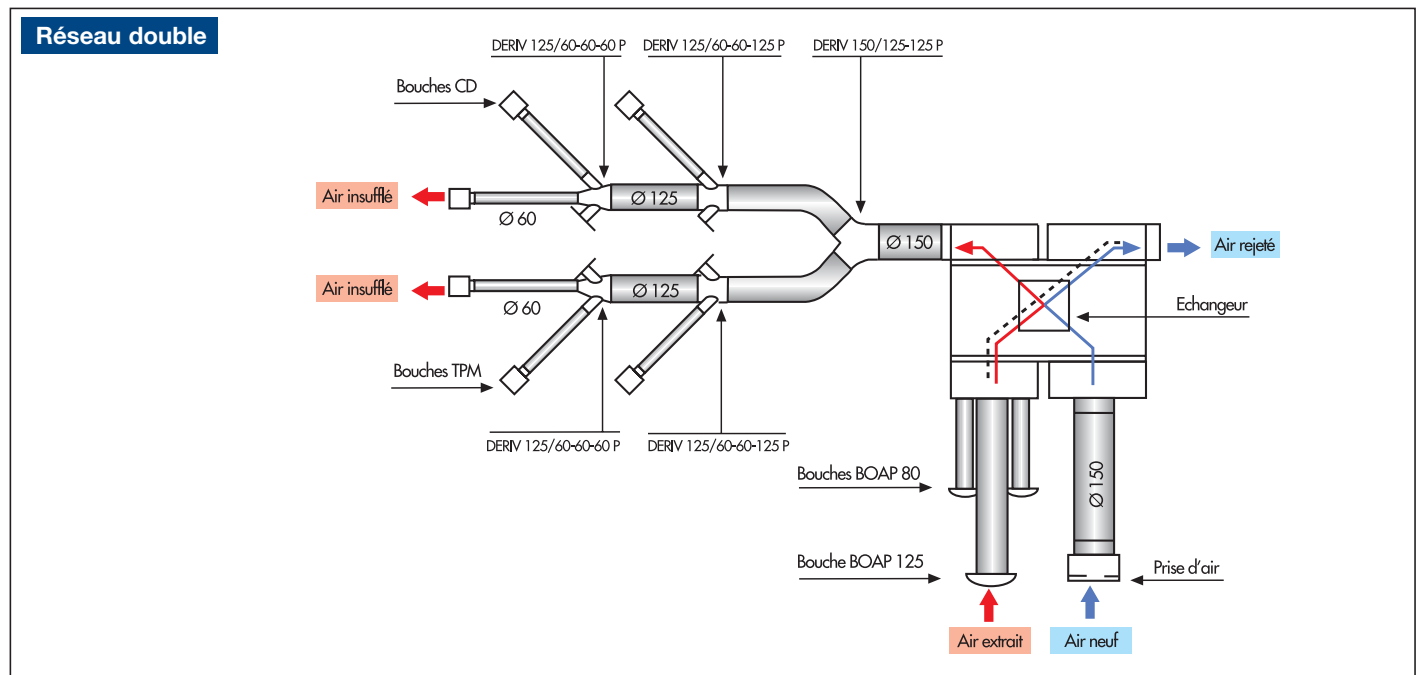 Réseau double
DERIV 125/60-60-60 P
DERIV 125/60-60-125 P
DERIV 150/125-125 P
Bouches CD
Air insufflé
Ø 60
Ø 125
Ø 150
Air rejeté
Air insufflé
Ø 60
Ø 125
Echangeur
Bouches TPM
DERIV 125/60-60-60 P
DERIV 125/60-60-125 P
Bouches BOAP 80
Ø 150
Bouche BOAP 125
Prise d'air
Air extrait
Air neuf